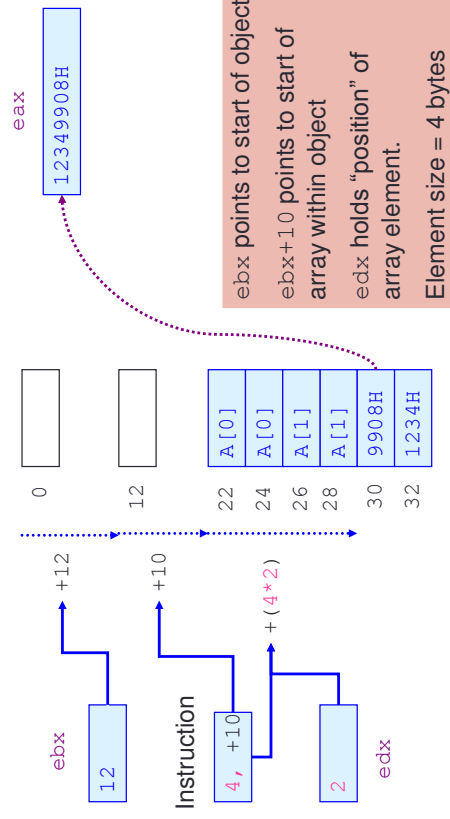 ebx
12
+12
Instruction
4, +10
+10
+(4*2)
2
edx
0
12
22
A[0]
24
A[0]
26
A[1]
28
A[1]
30
9908H
32
1234H
eax
12349908H
ebx points to start of object
ebx+10 points to start of
array within object
edx holds “position” of
array element.
Element size = 4 bytes